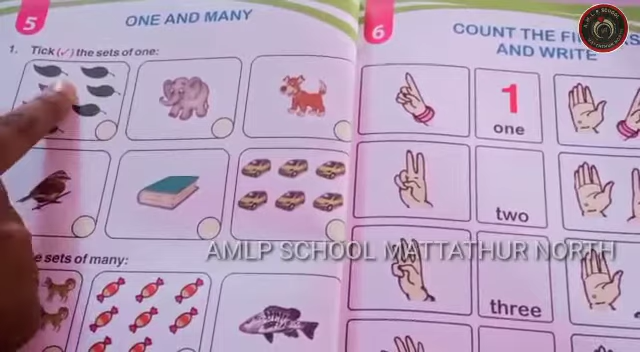 5
ONE AND MANY
1. Tick (✓) the sets of one:
e sets of many:
6
COUNT THE
AND WRITE
1
one
two
three
AMLP SCHOOL MATTATHUR NORTH